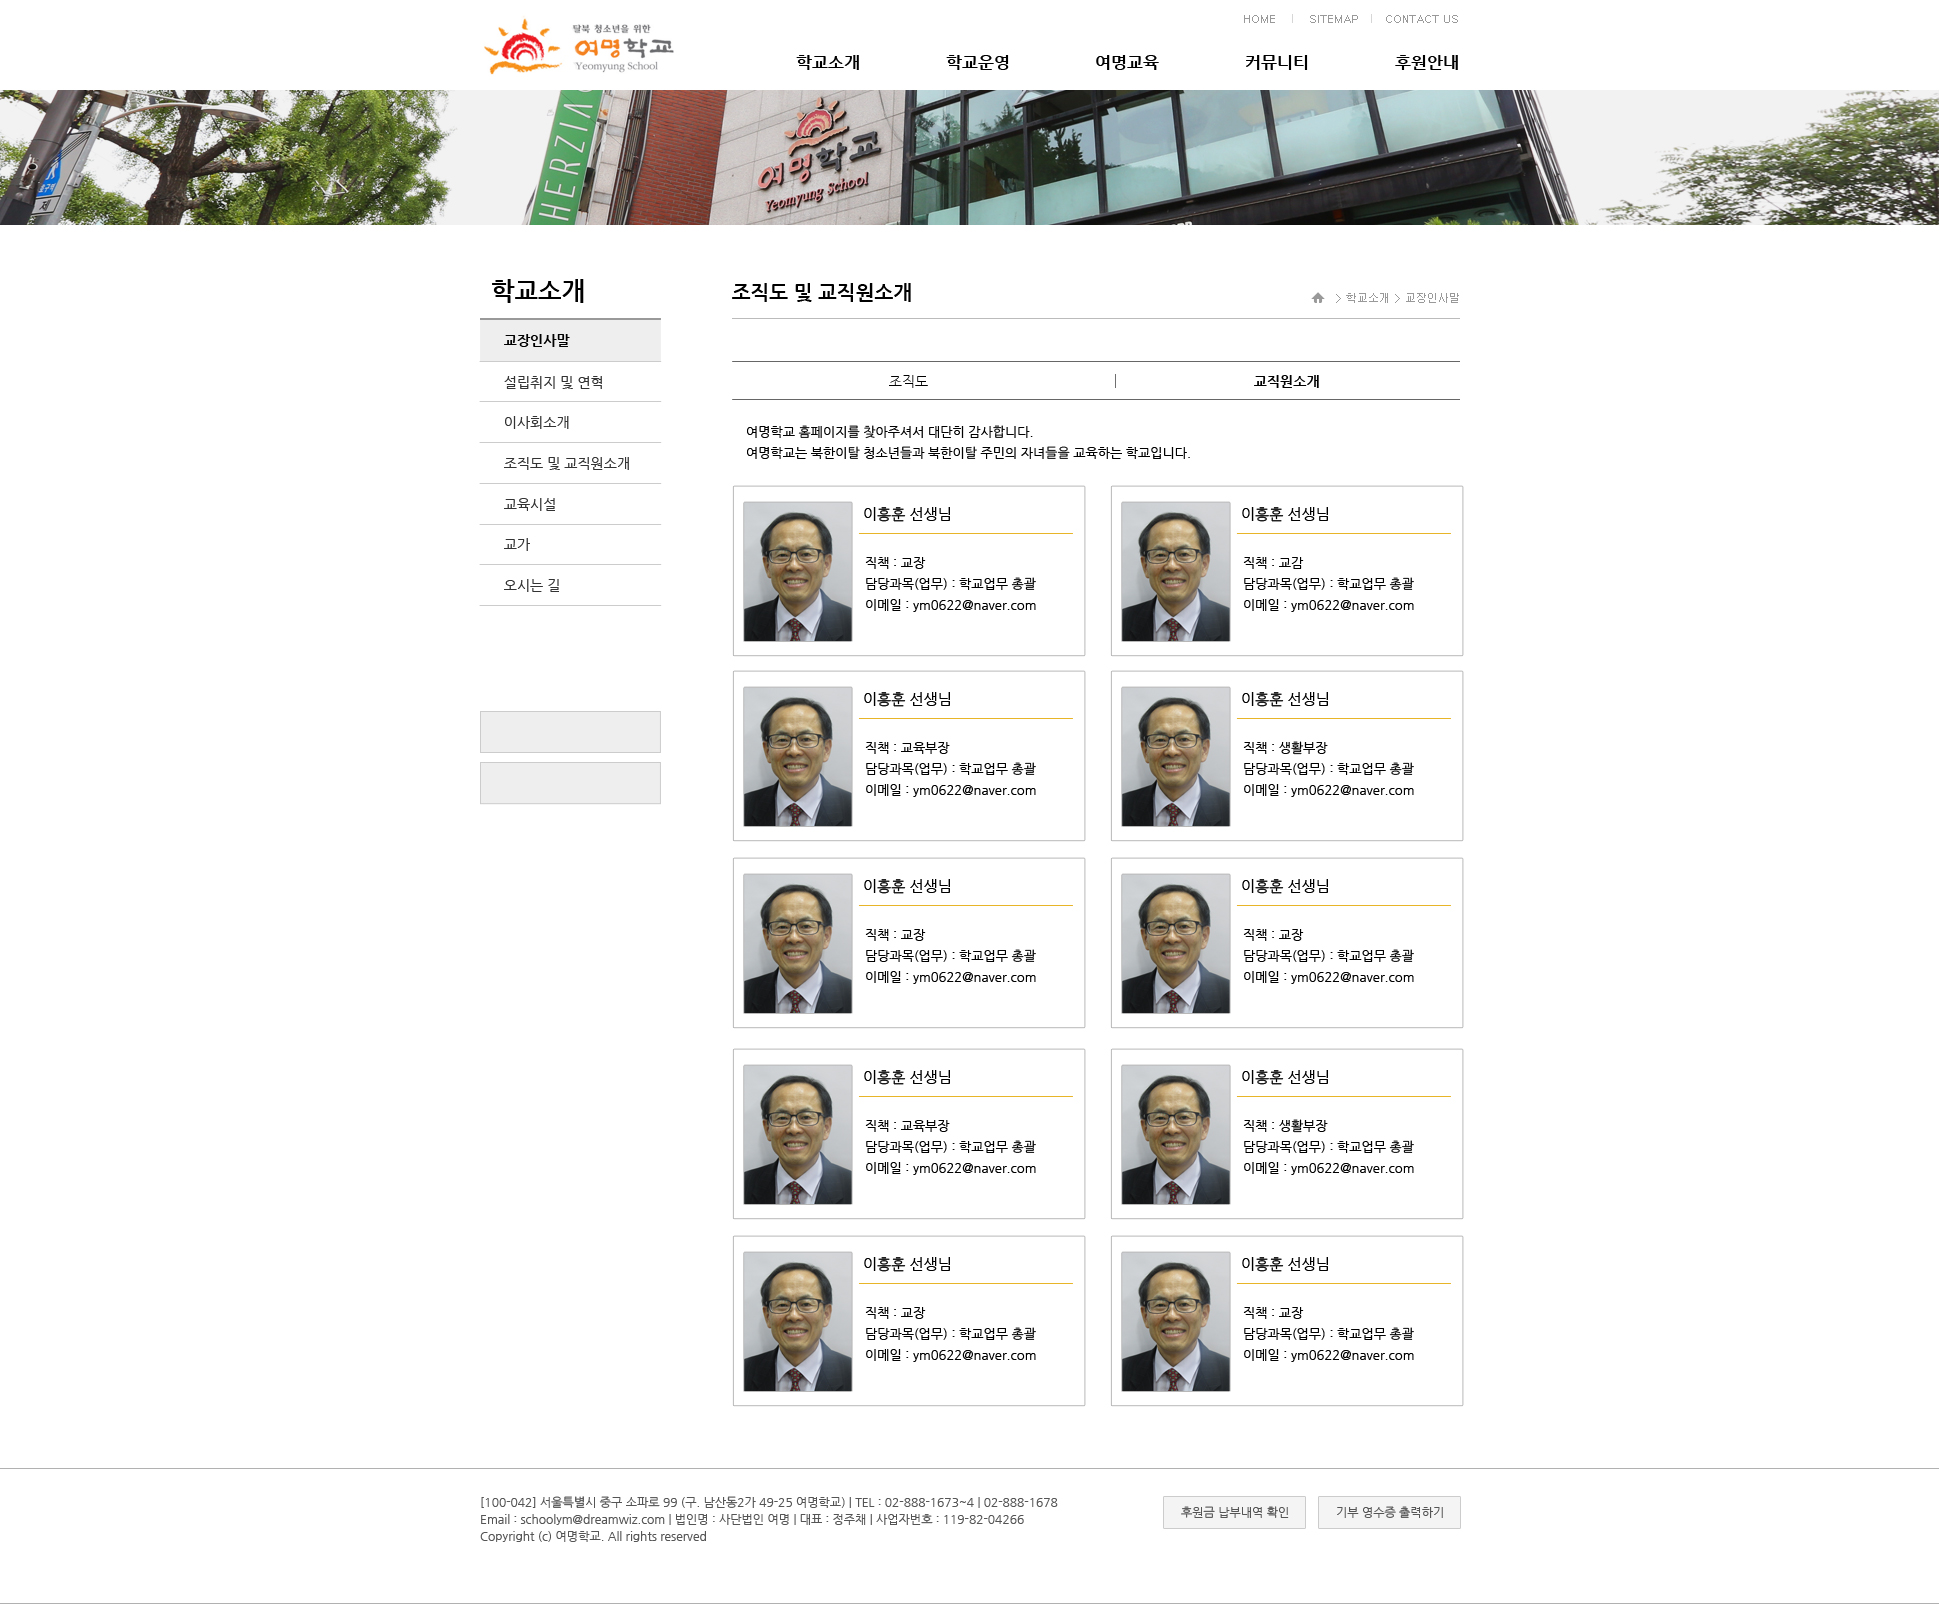 HOME
SITEMAP
CONTACT US
탈북 청소년을 위한
여명학교
Yeomyung School
학교소개
학교운영
여명교육
커뮤니티
후원안내
HERZIA
여명학교
Yeomyung School
학교소개
교장인사말
설립취지 및 연혁
이사회소개
조직도 및 교직원소개
교육시설
교가
오시는 길
조직도 및 교직원소개
> 학교소개 > 교장인사말
조직도
교직원소개
여명학교 홈페이지를 찾아주셔서 대단히 감사합니다.
여명학교는 북한이탈 청소년들과 북한이탈 주민의 자녀들을 교육하는 학교입니다.
이흥훈 선생님
직책 : 교장
담당과목(업무) : 학교업무 총괄
이메일 : ym0622@naver.com
이흥훈 선생님
직책 : 교감
담당과목(업무) : 학교업무 총괄
이메일 : ym0622@naver.com
이흥훈 선생님
직책 : 교육부장
담당과목(업무) : 학교업무 총괄
이메일 : ym0622@naver.com
이흥훈 선생님
직책 : 생활부장
담당과목(업무) : 학교업무 총괄
이메일 : ym0622@naver.com
이흥훈 선생님
직책 : 교장
담당과목(업무) : 학교업무 총괄
이메일 : ym0622@naver.com
이흥훈 선생님
직책 : 교장
담당과목(업무) : 학교업무 총괄
이메일 : ym0622@naver.com
이흥훈 선생님
직책 : 교육부장
담당과목(업무) : 학교업무 총괄
이메일 : ym0622@naver.com
이흥훈 선생님
직책 : 생활부장
담당과목(업무) : 학교업무 총괄
이메일 : ym0622@naver.com
이흥훈 선생님
직책 : 교장
담당과목(업무) : 학교업무 총괄
이메일 : ym0622@naver.com
이흥훈 선생님
직책 : 교장
담당과목(업무) : 학교업무 총괄
이메일 : ym0622@naver.com
[100-042] 서울특별시 중구 소파로 99 (구. 남산동2가 49-25 여명학교) | TEL : 02-888-1673~4 | 02-888-1678
Email : schoolym@dreamwiz.com | 법인명 : 사단법인 여명 | 대표 : 정주채 | 사업자번호 : 119-82-04266
Copyright (c) 여명학교. All rights reserved
후원금 납부내역 확인
기부 영수증 출력하기